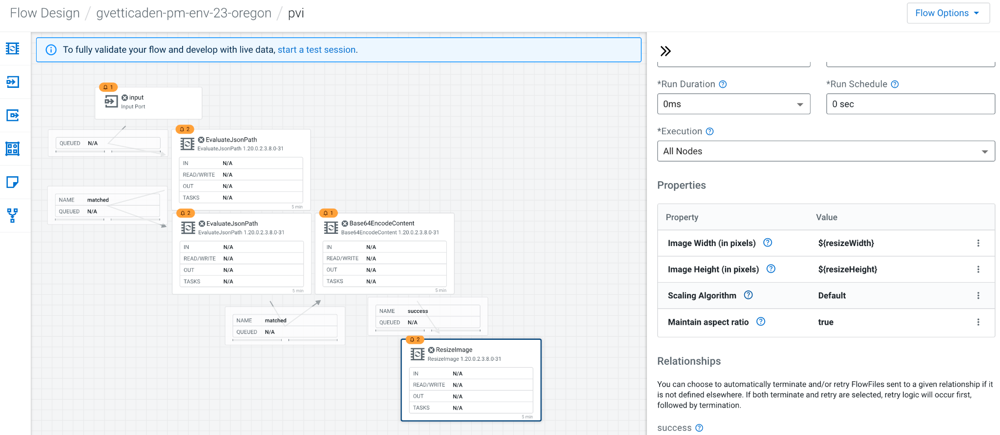 Flow Design / gvetticaden-pm-env-23-oregon / pvi
Flow Options
To fully validate your flow and develop with live data, start a test session.
1
input
Input Port
QUEUED N/A
2
EvaluateJsonPath
EvaluateJsonPath 1.20.0.2.3.8.0-31
IN N/A
READ/WRITE N/A
OUT N/A
TASKS N/A
5 min
NAME matched
QUEUED N/A
2
EvaluateJsonPath
EvaluateJsonPath 1.20.0.2.3.8.0-31
IN N/A
READ/WRITE N/A
OUT N/A
TASKS N/A
5 min
1
Base64EncodeContent
Base64EncodeContent 1.20.0.2.3.8.0-31
IN N/A
READ/WRITE N/A
OUT N/A
TASKS N/A
5 min
NAME matched
QUEUED N/A
NAME success
QUEUED N/A
2
ResizeImage
ResizeImage 1.20.0.2.3.8.0-31
IN N/A
READ/WRITE N/A
OUT N/A
TASKS N/A
5 min
*Run Duration
*Run Schedule
0ms
0 sec
*Execution
All Nodes
Properties
Property Value
Image Width (in pixels) ${resizeWidth}
Image Height (in pixels) ${resizeHeight}
Scaling Algorithm Default
Maintain aspect ratio true
Relationships
You can choose to automatically terminate and/or retry FlowFiles sent to a given relationship if it
is not defined elsewhere. If both terminate and retry are selected, retry logic will occur first,
followed by termination.
success